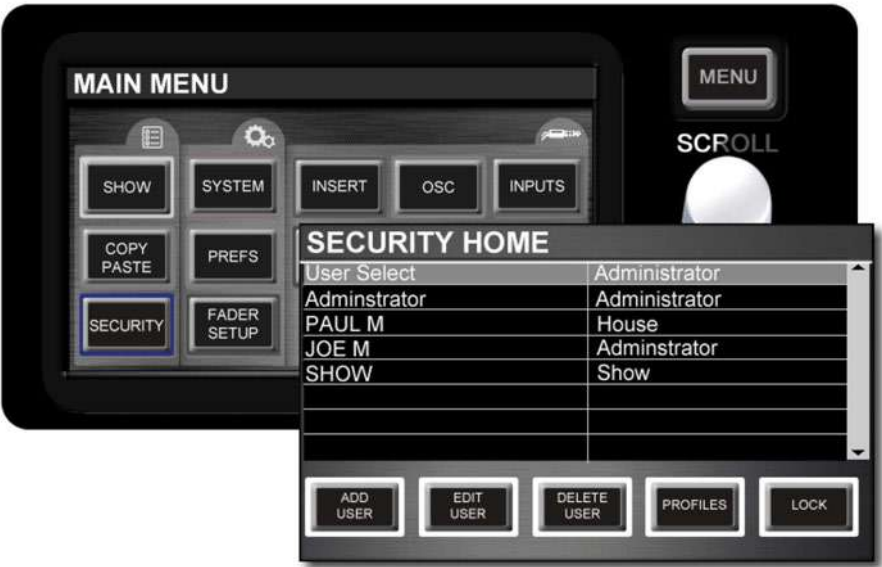 MAIN MENU
MENU
SCROLL
SHOW
SYSTEM
INSERT
OSC
INPUTS
COPY
PASTE
PREFS
SECURITY
FADER
SETUP
SECURITY HOME
User Select Administrator
Adminstrator Administrator
PAUL M House
JOE M Adminstrator
SHOW Show
ADD
USER
EDIT
USER
DELETE
USER
PROFILES
LOCK